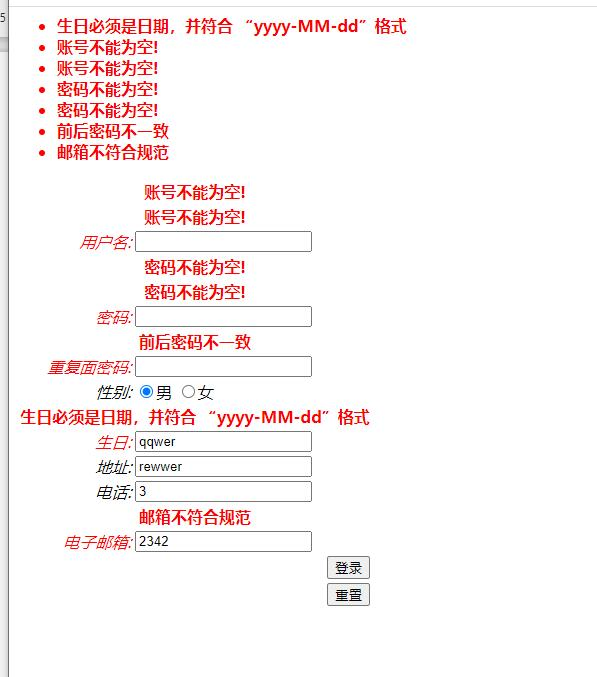 5
生日必须是日期，并符合 “yyyy-MM-dd”格式
账号不能为空!
账号不能为空!
密码不能为空!
密码不能为空!
前后密码不一致
邮箱不符合规范
账号不能为空!
账号不能为空!
用户名:
密码不能为空!
密码不能为空!
密码:
前后密码不一致
重复面密码:
性别: 男 女
生日必须是日期，并符合 “yyyy-MM-dd”格式
生日: qqwer
地址: rewwer
电话: 3
邮箱不符合规范
电子邮箱: 2342
登录
重置